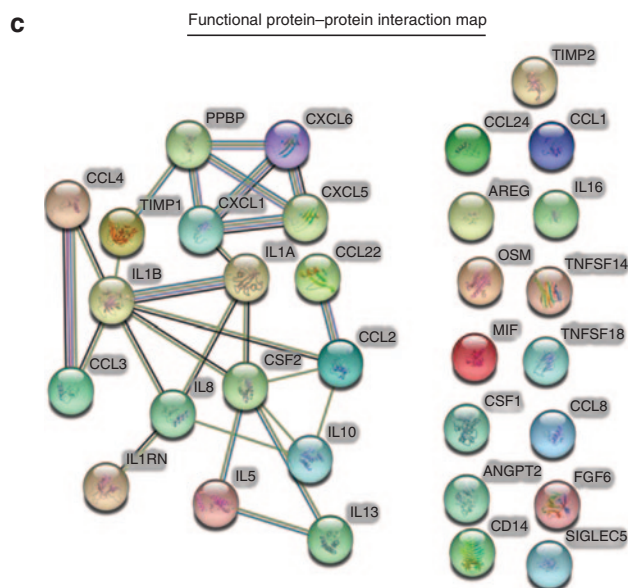 c
Functional protein–protein interaction map
TIMP2
PPBP
CXCL6
CCL24
CCL1
CCL4
TIMP1
CXCL1
CXCL5
AREG
IL16
IL1B
IL1A
CCL22
OSM
TNFSF14
CCL2
MIF
TNFSF18
CCL3
IL8
CSF2
CSF1
CCL8
IL1RN
IL10
IL5
ANGPT2
FGF6
IL13
CD14
SIGLEC5